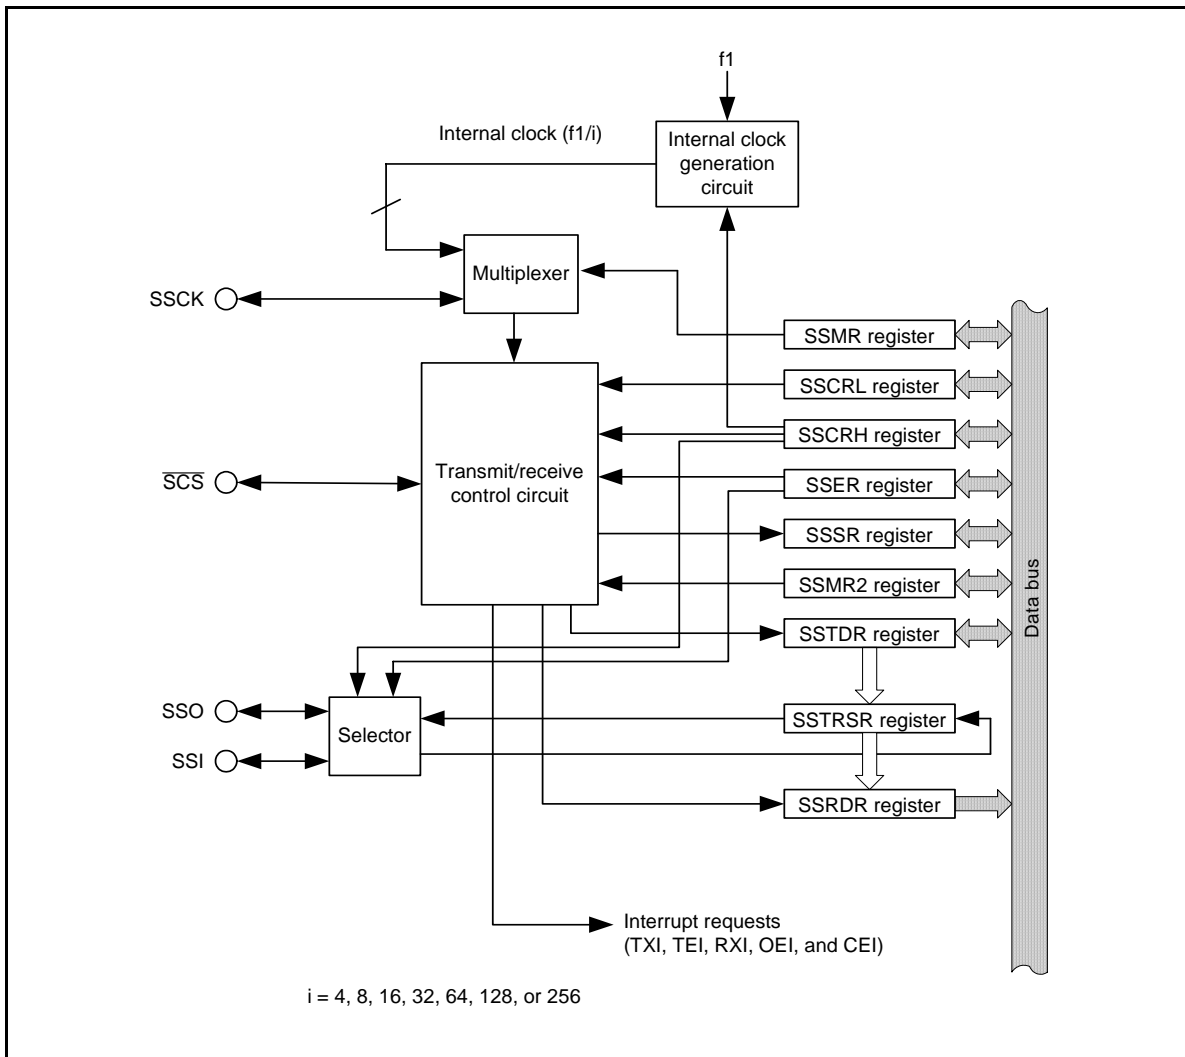 f1
Internal clock (f1/i)
Internal clock
generation
circuit
Multiplexer
SSCK
SSMR register
SSCRL register
SSCRH register
SCS
Transmit/receive
control circuit
SSER register
SSSR register
SSMR2 register
SSTDR register
Data bus
SSO
SSI
Selector
SSTRSR register
SSRDR register
Interrupt requests
(TXI, TEI, RXI, OEI, and CEI)
i = 4, 8, 16, 32, 64, 128, or 256